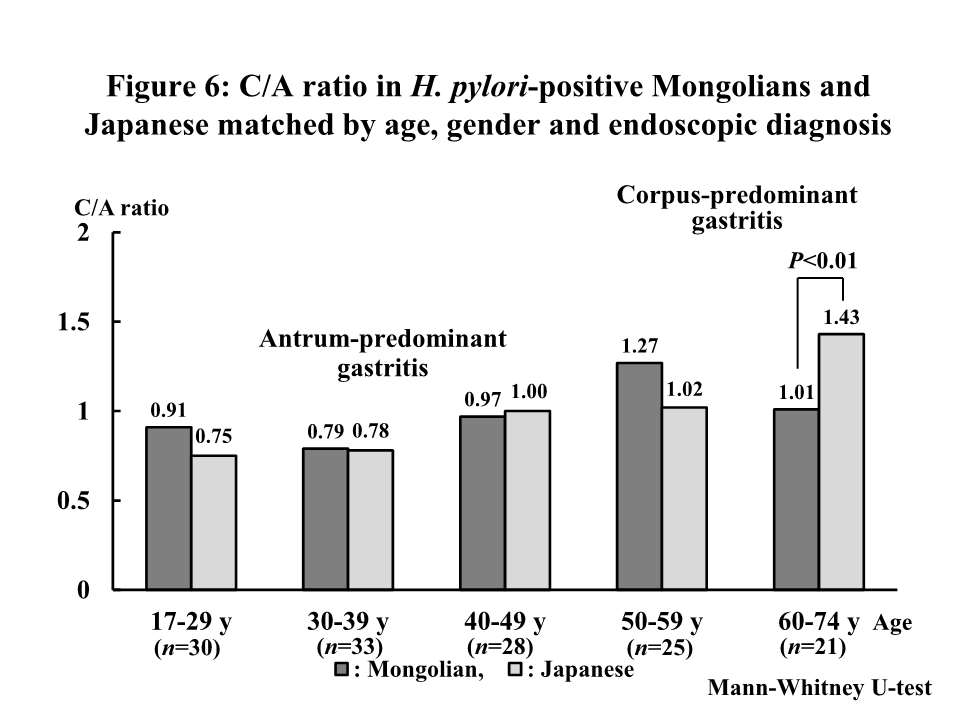 Figure 6: C/A ratio in H. pylori-positive Mongolians and
Japanese matched by age, gender and endoscopic diagnosis
C/A ratio
Corpus-predominant
gastritis
P<0.01
Antrum-predominant
gastritis
2
1.5
1
0.5
0
0.91
0.75
0.79
0.78
0.97
1.00
1.27
1.02
1.01
1.43
17-29 y
30-39 y
40-49 y
50-59 y
60-74 y
Age
(n=30)
(n=33)
(n=28)
(n=25)
(n=21)
: Mongolian,
: Japanese
Mann-Whitney U-test